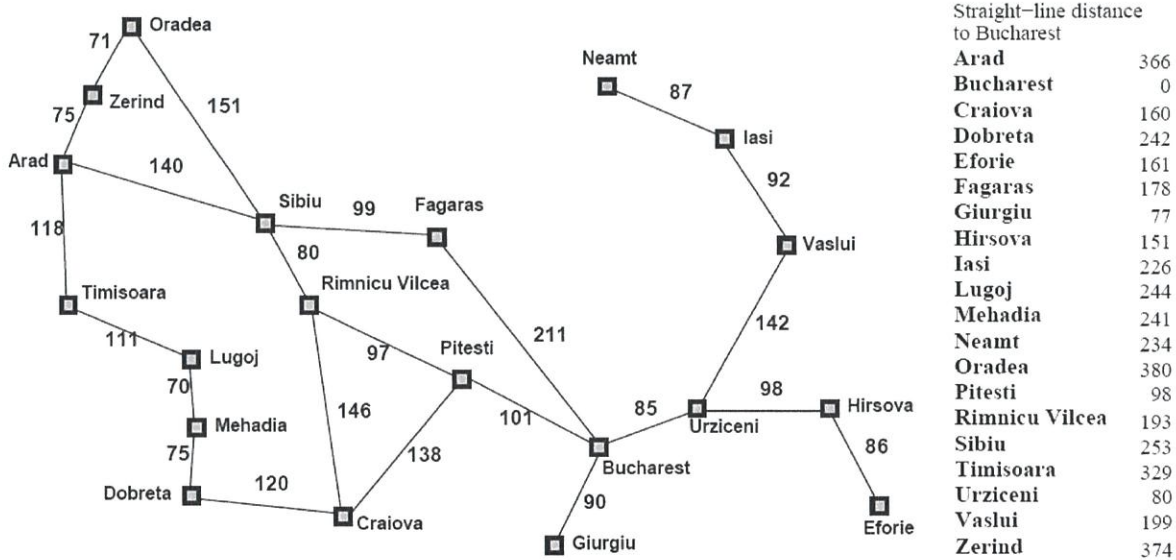 Oradea
71
Neamt
87
Zerind
151
75
Iasi
Arad
140
92
Sibiu
99
Fagaras
118
80
Vaslui
Timisoara
Rimnicu Vilcea
111
211
142
Lugoj
97
Pitesti
70
98
Hirsova
146
101
85
Urziceni
Mehadia
138
86
75
Bucharest
120
90
Dobreta
Craiova
Eforie
Giurgiu
Straight−line distance
to Bucharest
Arad 366
Bucharest 0
Craiova 160
Dobreta 242
Eforie 161
Fagaras 178
Giurgiu 77
Hirsova 151
Iasi 226
Lugoj 244
Mehadia 241
Neamt 234
Oradea 380
Pitesti 98
Rimnicu Vilcea 193
Sibiu 253
Timisoara 329
Urziceni 80
Vaslui 199
Zerind 374